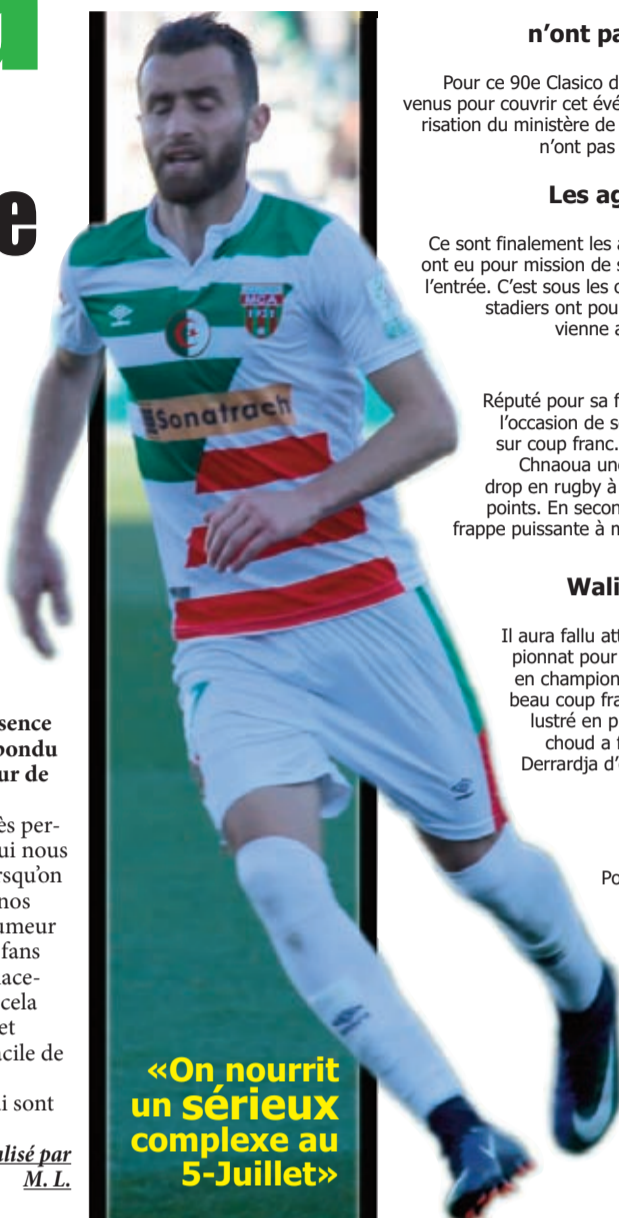 e
sence
ondu
ur de
ès per-
ui nous
rsqu'on
nos
umeur
fans
lace-
cela
et
acile de
i sont
alisé par
M. L.
MCA
1921
Sonatrach
«On nourrit
un sérieux
complexe au
5-Juillet»
n'ont pa
Pour ce 90e Clasico d
venus pour couvrir cet évé
risation du ministère de
n'ont pas
Les ag
Ce sont finalement les a
ont eu pour mission de s
l'entrée. C'est sous les o
stadiers ont pou
vienne a
Réputé pour sa f
l'occasion de se
sur coup franc.
Chnaoua une
drop en rugby à
points. En secon
frappe puissante à m
Wali
Il aura fallu att
pionnat pour
en champion
beau coup fra
lustré en p
choud a f
Derrardja d'
Po